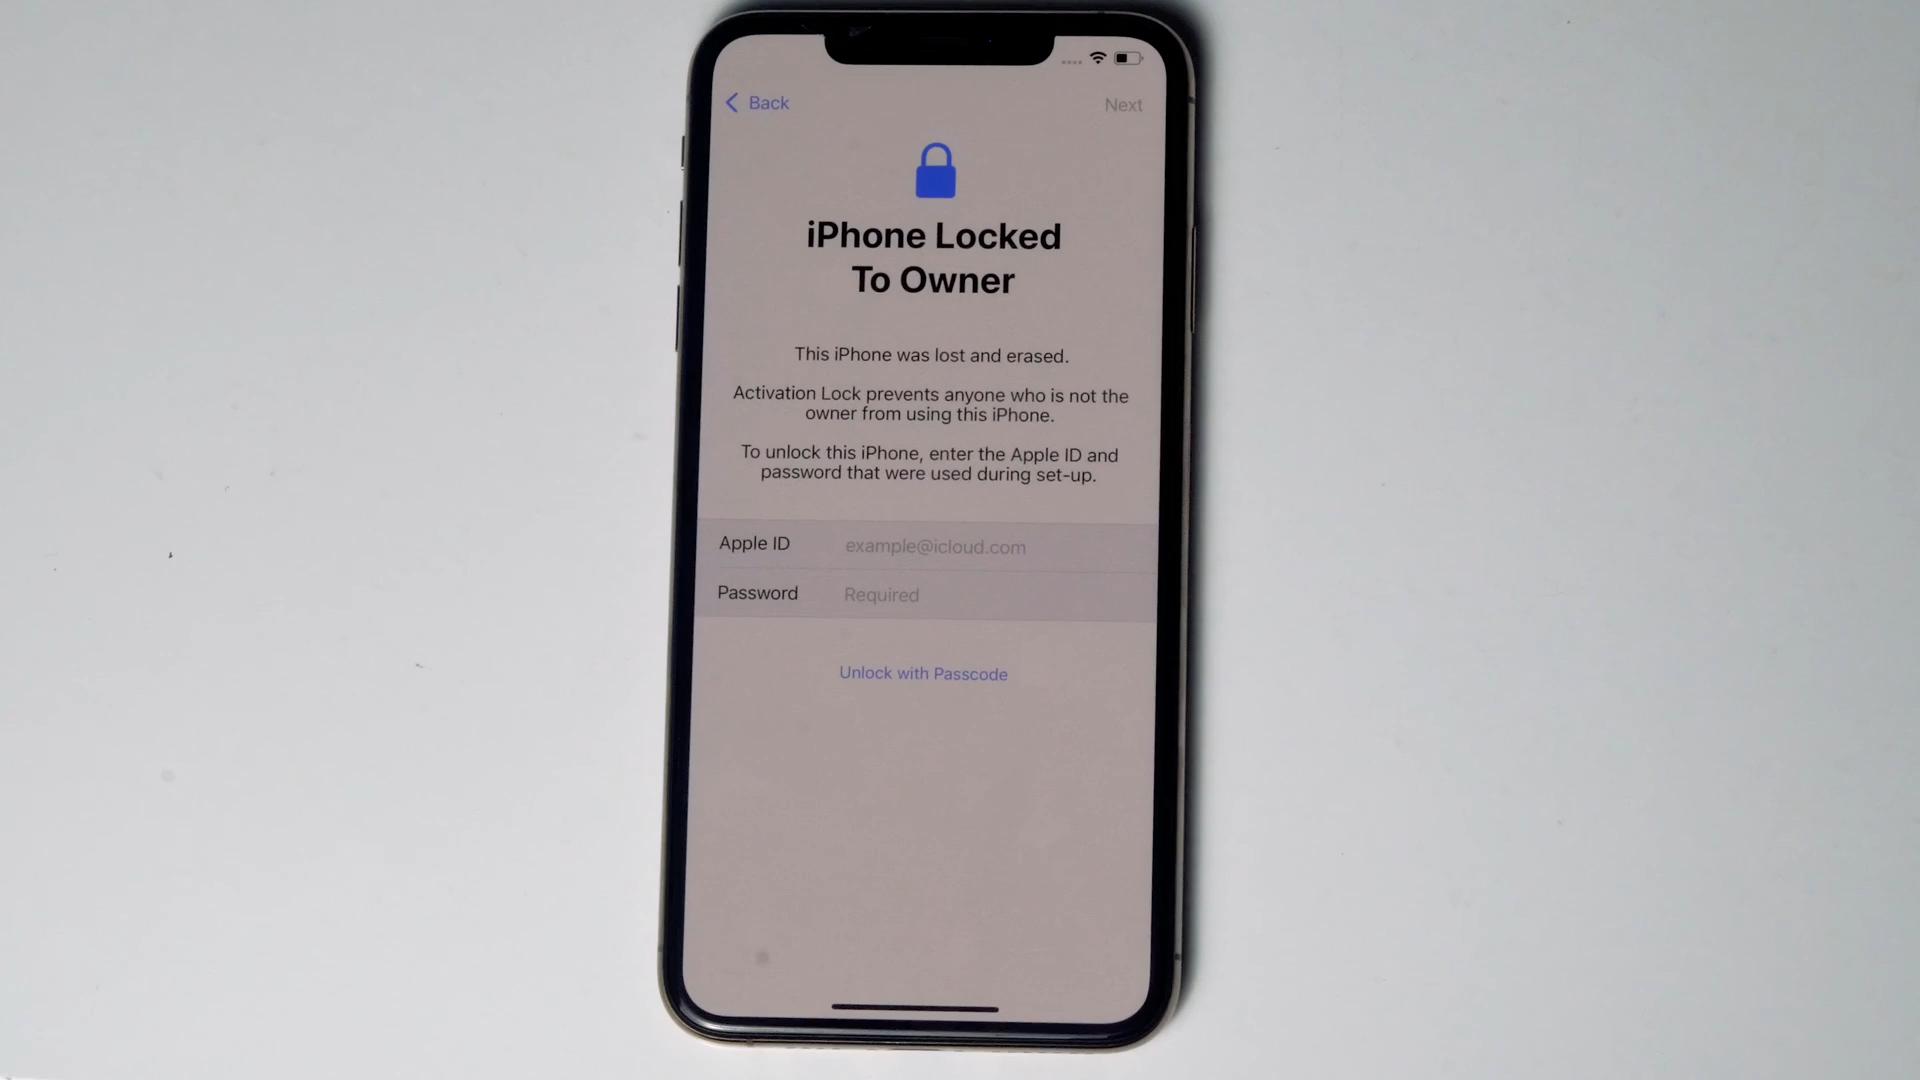 Back
Next
iPhone Locked
To Owner
This iPhone was lost and erased.
Activation Lock prevents anyone who is not the
owner from using this iPhone.
To unlock this iPhone, enter the Apple ID and
password that were used during set-up.
Apple ID example@icloud.com
Password Required
Unlock with Passcode